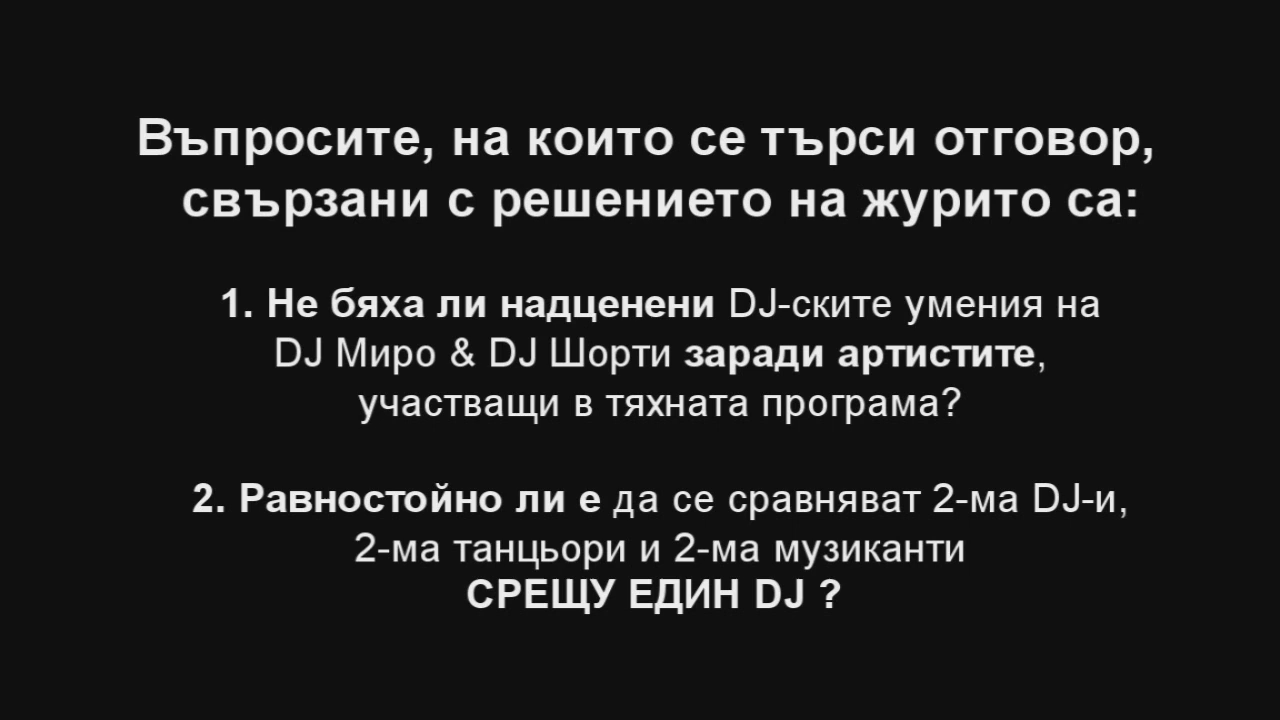 Въпросите, на които се търси отговор,
свързани с решението на журито са:
1. Не бяха ли надценени DJ-ските умения на
DJ Миро & DJ Шорти заради артистите,
участващи в тяхната програма?
2. Равностойно ли е да се сравняват 2-ма DJ-и,
2-ма танцьори и 2-ма музиканти
СРЕЩУ ЕДИН DJ ?